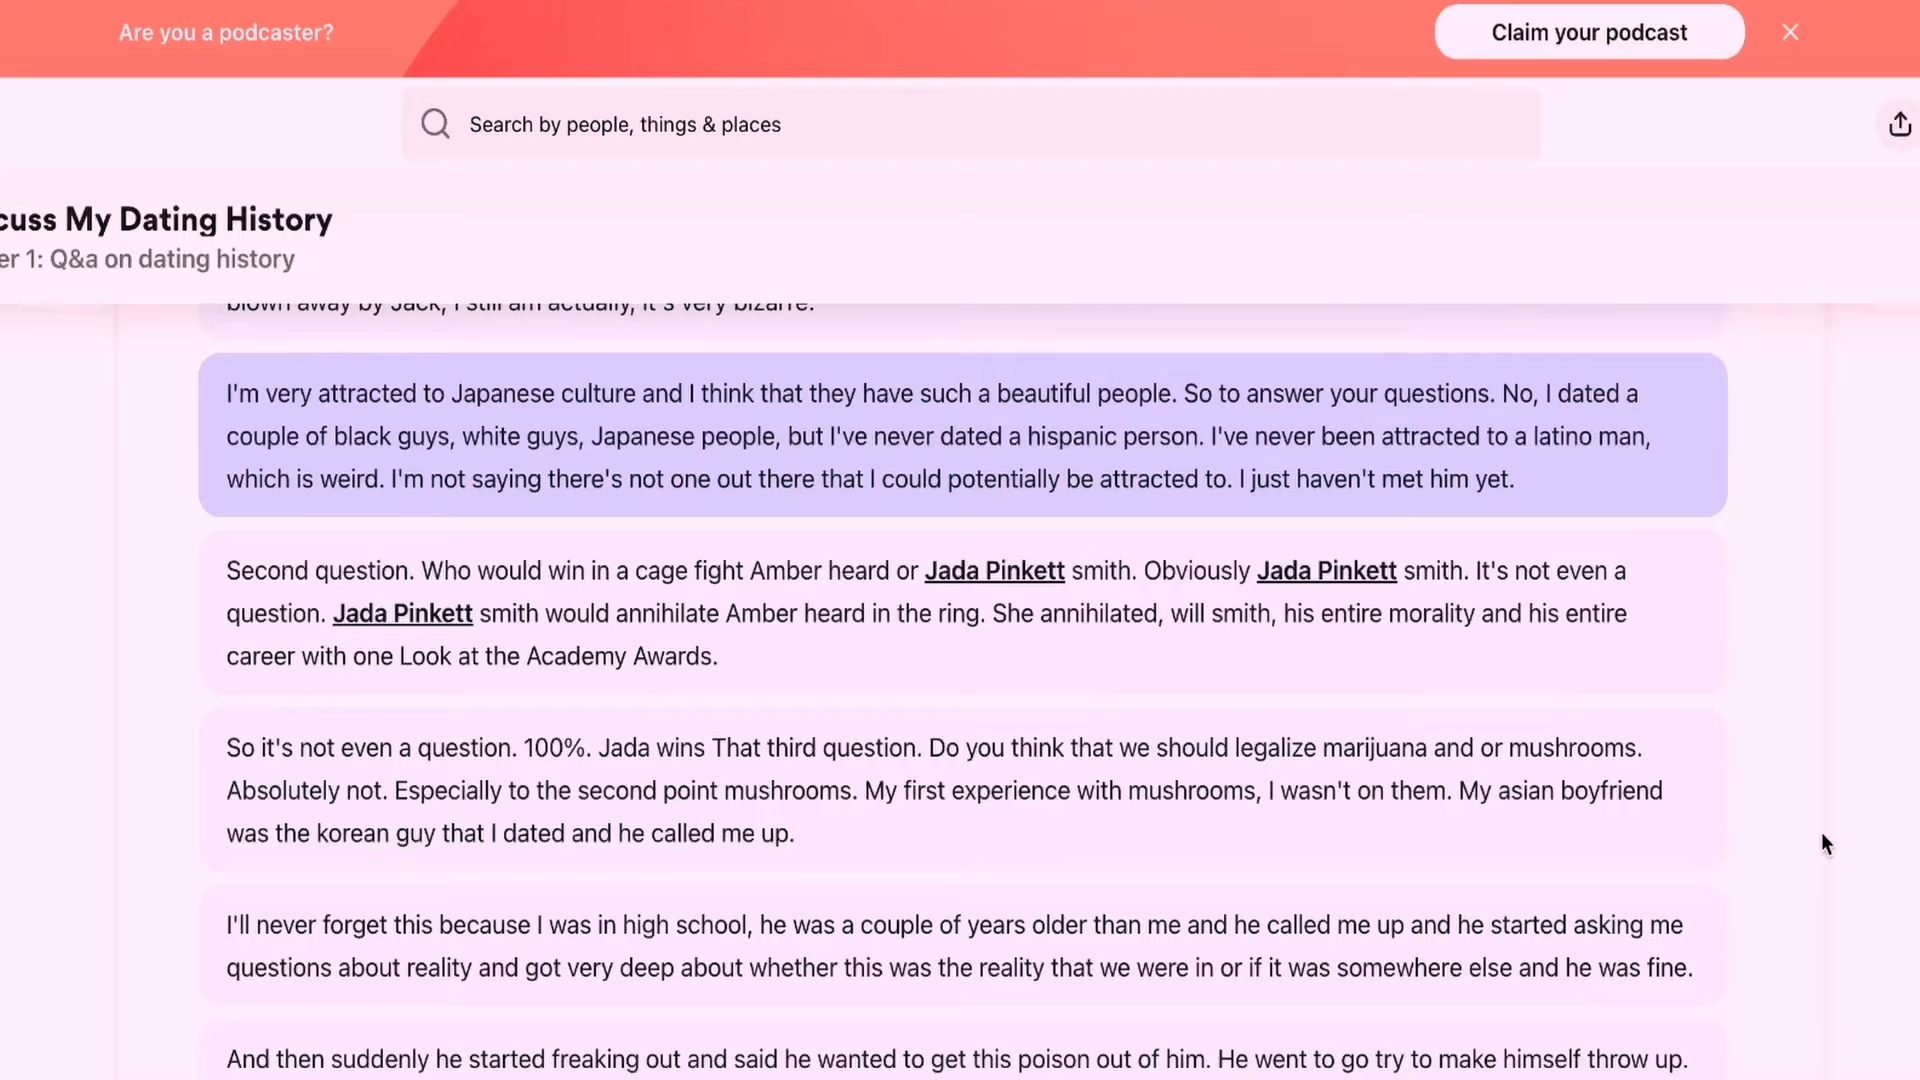 Are you a podcaster?
Claim your podcast
Search by people, things & places
cuss My Dating History
er 1: Q&a on dating history
blown away by Jack, I still am actually, it's very bizarre.
I'm very attracted to Japanese culture and I think that they have such a beautiful people. So to answer your questions. No, I dated a
couple of black guys, white guys, Japanese people, but I've never dated a hispanic person. I've never been attracted to a latino man,
which is weird. I'm not saying there's not one out there that I could potentially be attracted to. I just haven't met him yet.
Second question. Who would win in a cage fight Amber heard or Jada Pinkett smith. Obviously Jada Pinkett smith. It's not even a
question. Jada Pinkett smith would annihilate Amber heard in the ring. She annihilated, will smith, his entire morality and his entire
career with one Look at the Academy Awards.
So it's not even a question. 100%. Jada wins That third question. Do you think that we should legalize marijuana and or mushrooms.
Absolutely not. Especially to the second point mushrooms. My first experience with mushrooms, I wasn't on them. My asian boyfriend
was the korean guy that I dated and he called me up.
I'll never forget this because I was in high school, he was a couple of years older than me and he called me up and he started asking me
questions about reality and got very deep about whether this was the reality that we were in or if it was somewhere else and he was fine.
And then suddenly he started freaking out and said he wanted to get this poison out of him. He went to go try to make himself throw up.